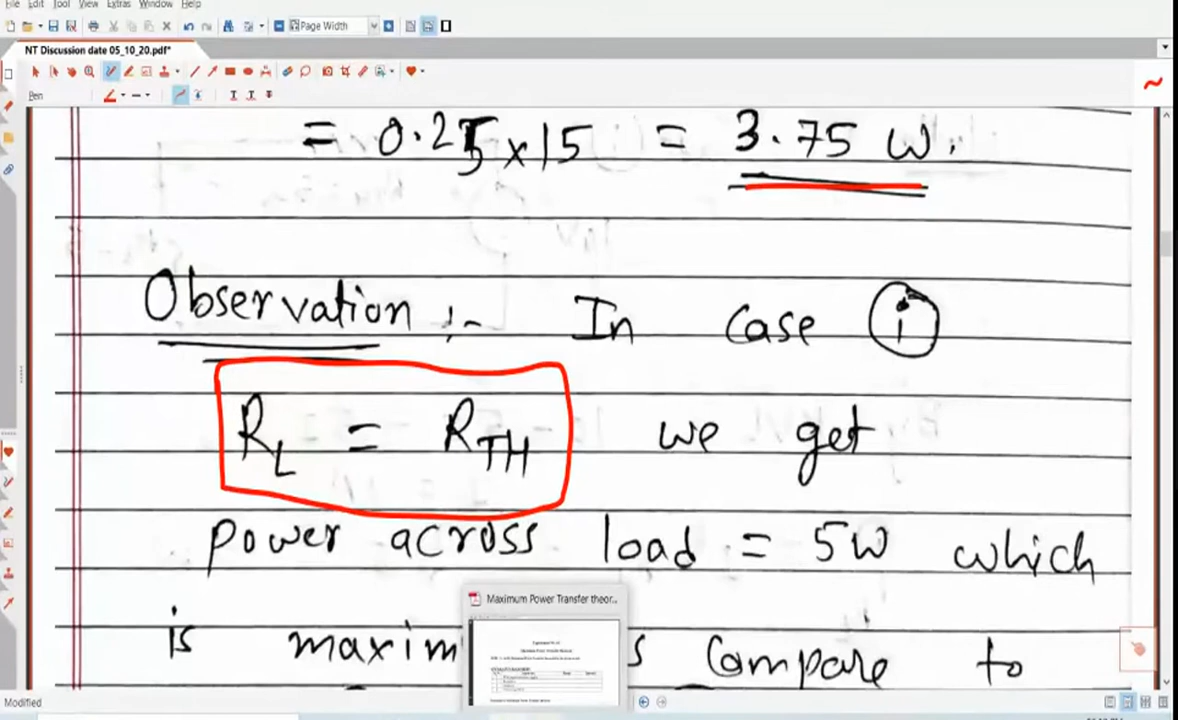 File Edit View Tools Extras Window Help
Page Width
NT Discussion date 05_10_20.pdf*
Pen
= 0.25 x 15 = 3.75 W.
Observation :- In case i
RL = RTH we get
power across load = 5W which
Maximum Power Transfer theor...
is maxim s Compare to
Modified